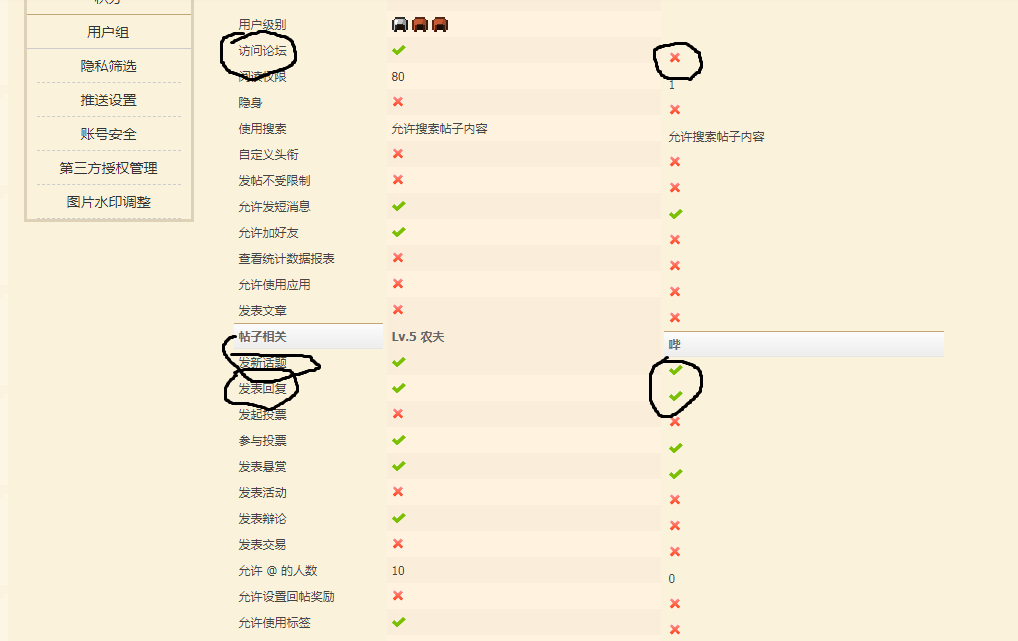 积分
用户组
隐私筛选
推送设置
账号安全
第三方授权管理
图片水印调整
用户级别
访问论坛
阅读权限 80 1
隐身
使用搜索 允许搜索帖子内容 允许搜索帖子内容
自定义头衔
发帖不受限制
允许发短消息
允许加好友
查看统计数据报表
允许使用应用
发表文章
帖子相关 Lv.5 农夫 哔
发新话题
发表回复
发起投票
参与投票
发表悬赏
发表活动
发表辩论
发表交易
允许 @ 的人数 10 0
允许设置回帖奖励
允许使用标签